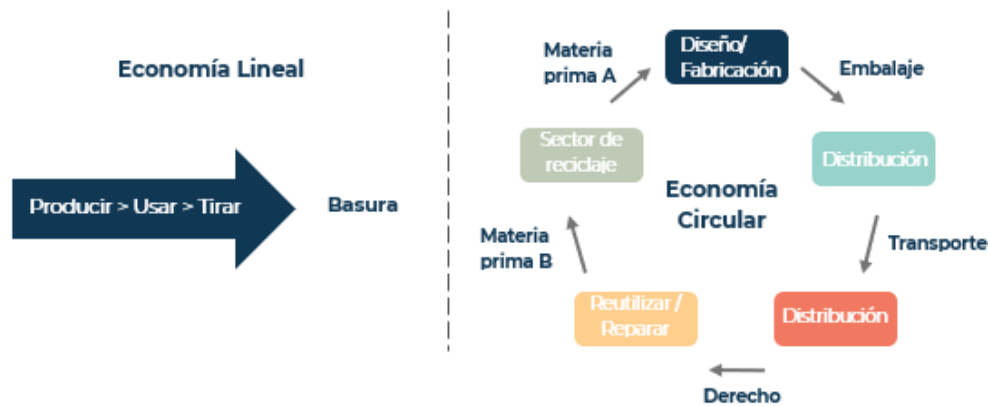 Economía Lineal
Producir > Usar > Tirar
Basura
Materia
prima A
Diseño/
Fabricación
Embalaje
Sector de
reciclaje
Distribución
Economía
Circular
Materia
prima B
Transporte
Reutilizar /
Reparar
Distribución
Derecho